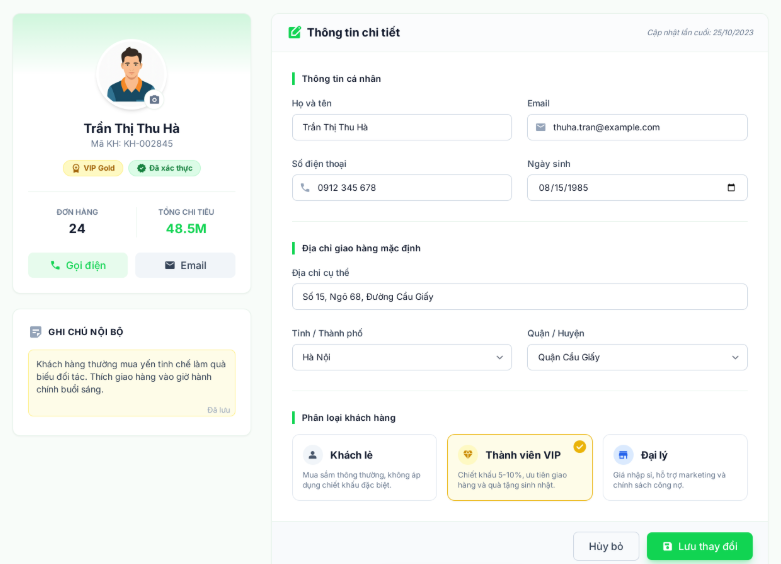 Trần Thị Thu Hà
Mã KH: KH-002845
VIP Gold
Đã xác thực
ĐƠN HÀNG
24
TỔNG CHI TIÊU
48.5M
Gọi điện
Email
GHI CHÚ NỘI BỘ
Khách hàng thường mua yến tinh chế làm quà
biếu đối tác. Thích giao hàng vào giờ hành
chính buổi sáng.
Đã lưu
Thông tin chi tiết
Cập nhật lần cuối: 25/10/2023
Thông tin cá nhân
Họ và tên
Trần Thị Thu Hà
Email
thuha.tran@example.com
Số điện thoại
0912 345 678
Ngày sinh
08/15/1985
Địa chỉ giao hàng mặc định
Địa chỉ cụ thể
Số 15, Ngõ 68, Đường Cầu Giấy
Tỉnh / Thành phố
Hà Nội
Quận / Huyện
Quận Cầu Giấy
Phân loại khách hàng
Khách lẻ
Mua sắm thông thường, không áp
dụng chiết khấu đặc biệt.
Thành viên VIP
Chiết khấu 5-10%, ưu tiên giao
hàng và quà tặng sinh nhật.
Đại lý
Giá nhập sỉ, hỗ trợ marketing và
chính sách công nợ.
Hủy bỏ
Lưu thay đổi